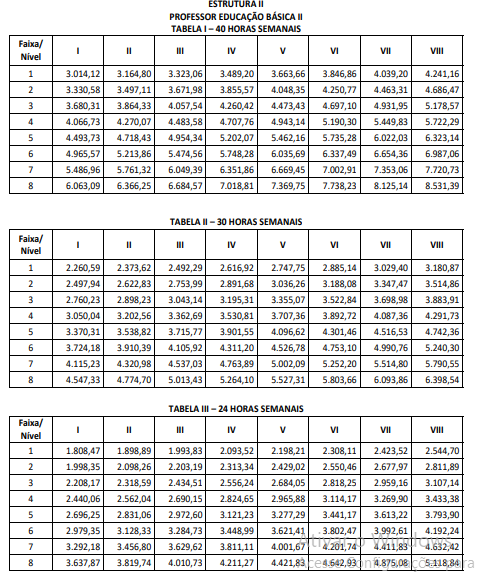 ESTRUTURA II
PROFESSOR EDUCAÇÃO BÁSICA II
TABELA I – 40 HORAS SEMANAIS
Faixa/ Nível I II III IV V VI VII VIII
1 3.014,12 3.164,80 3.323,06 3.489,20 3.663,66 3.846,86 4.039,20 4.241,16
2 3.330,58 3.497,11 3.671,98 3.855,57 4.048,35 4.250,77 4.463,31 4.686,47
3 3.680,31 3.864,33 4.057,54 4.260,42 4.473,43 4.697,10 4.931,95 5.178,57
4 4.066,73 4.270,07 4.483,58 4.707,76 4.943,14 5.190,30 5.449,83 5.722,29
5 4.493,73 4.718,43 4.954,34 5.202,07 5.462,16 5.735,28 6.022,03 6.323,14
6 4.965,57 5.213,86 5.474,56 5.748,28 6.035,69 6.337,49 6.654,36 6.987,06
7 5.486,96 5.761,32 6.049,39 6.351,86 6.669,45 7.002,91 7.353,06 7.720,73
8 6.063,09 6.366,25 6.684,57 7.018,81 7.369,75 7.738,23 8.125,14 8.531,39
TABELA II – 30 HORAS SEMANAIS
Faixa/ Nível I II III IV V VI VII VIII
1 2.260,59 2.373,62 2.492,29 2.616,92 2.747,75 2.885,14 3.029,40 3.180,87
2 2.497,94 2.622,83 2.753,99 2.891,68 3.036,26 3.188,08 3.347,47 3.514,86
3 2.760,23 2.898,23 3.043,14 3.195,31 3.355,07 3.522,84 3.698,98 3.883,91
4 3.050,04 3.202,56 3.362,69 3.530,81 3.707,36 3.892,72 4.087,36 4.291,73
5 3.370,31 3.538,82 3.715,77 3.901,55 4.096,62 4.301,46 4.516,53 4.742,36
6 3.724,18 3.910,39 4.105,92 4.311,20 4.526,78 4.753,10 4.990,76 5.240,30
7 4.115,23 4.320,98 4.537,03 4.763,89 5.002,09 5.252,20 5.514,80 5.790,55
8 4.547,33 4.774,70 5.013,43 5.264,10 5.527,31 5.803,66 6.093,86 6.398,54
TABELA III – 24 HORAS SEMANAIS
Faixa/ Nível I II III IV V VI VII VIII
1 1.808,47 1.898,89 1.993,83 2.093,52 2.198,21 2.308,11 2.423,52 2.544,70
2 1.998,35 2.098,26 2.203,19 2.313,34 2.429,02 2.550,46 2.677,97 2.811,89
3 2.208,17 2.318,59 2.434,51 2.556,24 2.684,05 2.818,25 2.959,16 3.107,14
4 2.440,06 2.562,04 2.690,15 2.824,65 2.965,88 3.114,17 3.269,90 3.433,38
5 2.696,25 2.831,06 2.972,60 3.121,23 3.277,29 3.441,17 3.613,22 3.793,90
6 2.979,35 3.128,33 3.284,73 3.448,99 3.621,41 3.802,47 3.992,61 4.192,24
7 3.292,18 3.456,80 3.629,62 3.811,11 4.001,67 4.201,74 4.411,83 4.632,42
8 3.637,87 3.819,74 4.010,73 4.211,27 4.421,83 4.642,93 4.875,08 5.118,84
Ativar o Windows